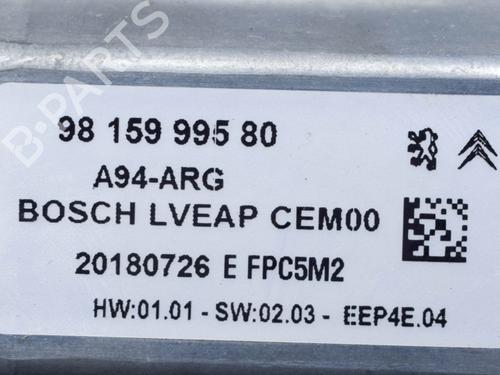 B-PARTS
98 159 995 80
A94-ARG
BOSCH LVEAP CEM00
20180726 E FPC5M2
HW:01.01 - SW:02.03 - EEP4E.04